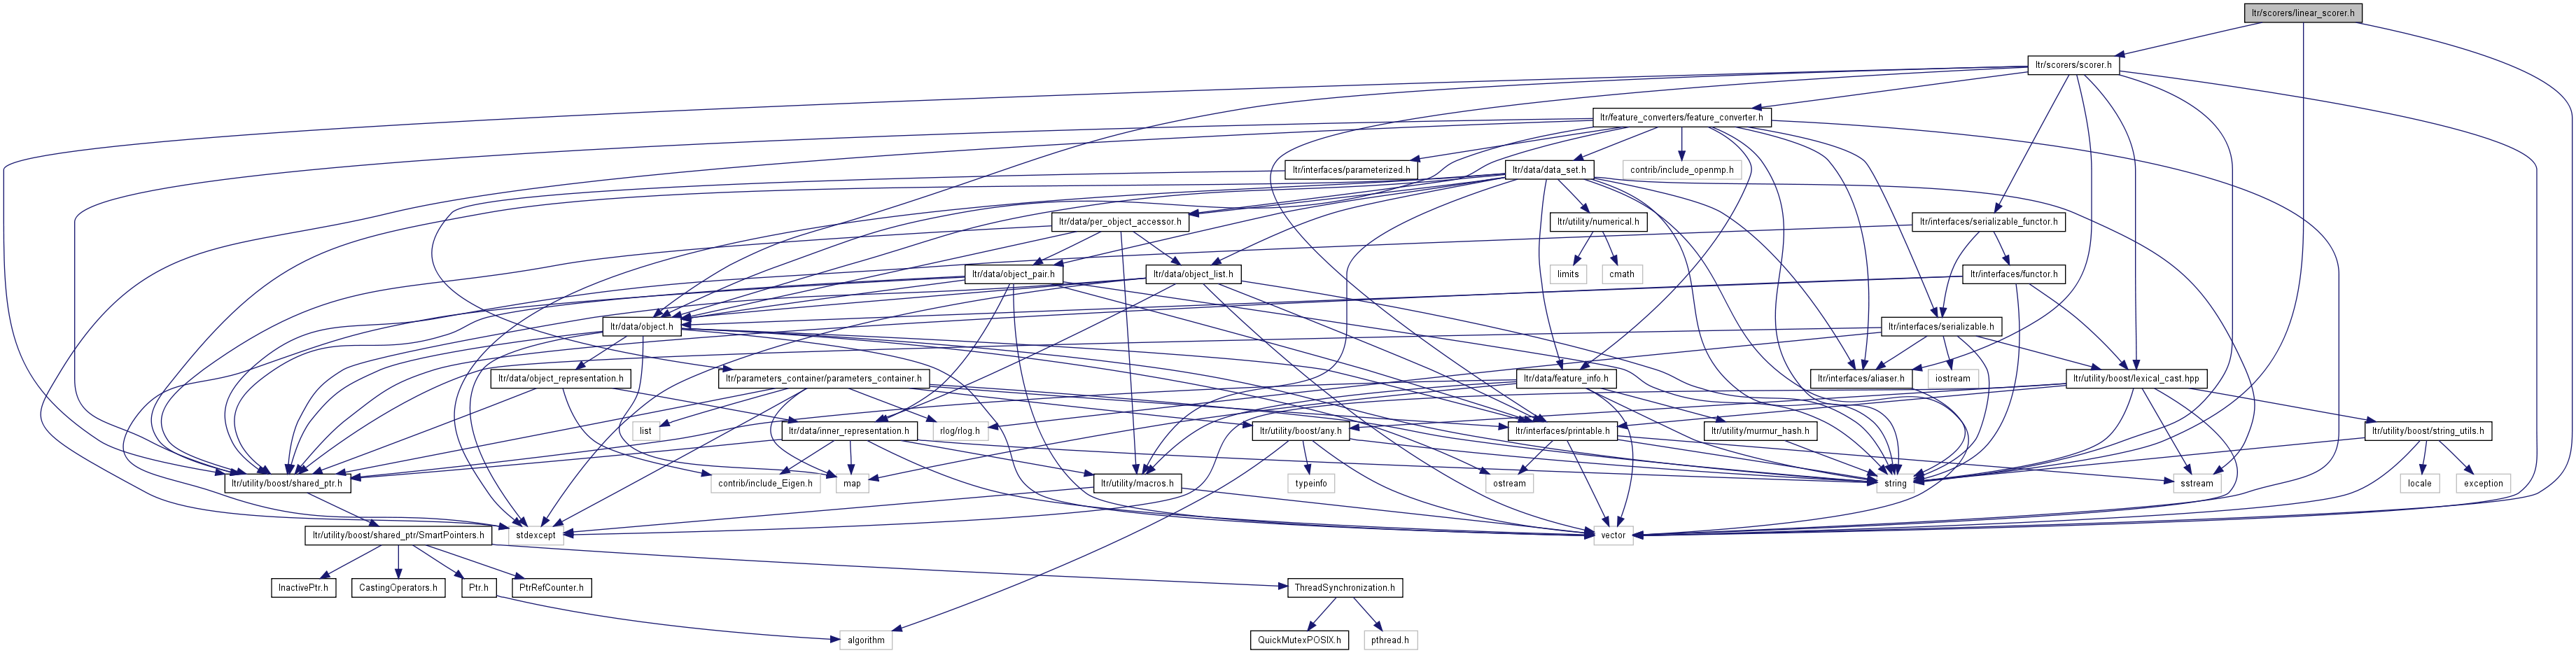 ltr/scorers/linear_scorer.h
ltr/scorers/scorer.h
ltr/feature_converters/feature_converter.h
ltr/interfaces/parameterized.h
ltr/data/data_set.h
contrib/include_openmp.h
ltr/data/per_object_accessor.h
ltr/utility/numerical.h
ltr/interfaces/serializable_functor.h
ltr/data/object_pair.h
ltr/data/object_list.h
limits
cmath
ltr/interfaces/functor.h
ltr/data/object.h
ltr/interfaces/serializable.h
ltr/data/object_representation.h
ltr/parameters_container/parameters_container.h
ltr/data/feature_info.h
ltr/interfaces/aliaser.h
iostream
ltr/utility/boost/lexical_cast.hpp
list
ltr/data/inner_representation.h
rlog/rlog.h
ltr/utility/boost/any.h
ltr/interfaces/printable.h
ltr/utility/murmur_hash.h
ltr/utility/boost/string_utils.h
ltr/utility/boost/shared_ptr.h
contrib/include_Eigen.h
map
ltr/utility/macros.h
typeinfo
ostream
string
sstream
locale
exception
ltr/utility/boost/shared_ptr/SmartPointers.h
stdexcept
vector
InactivePtr.h
CastingOperators.h
Ptr.h
PtrRefCounter.h
ThreadSynchronization.h
algorithm
QuickMutexPOSIX.h
pthread.h